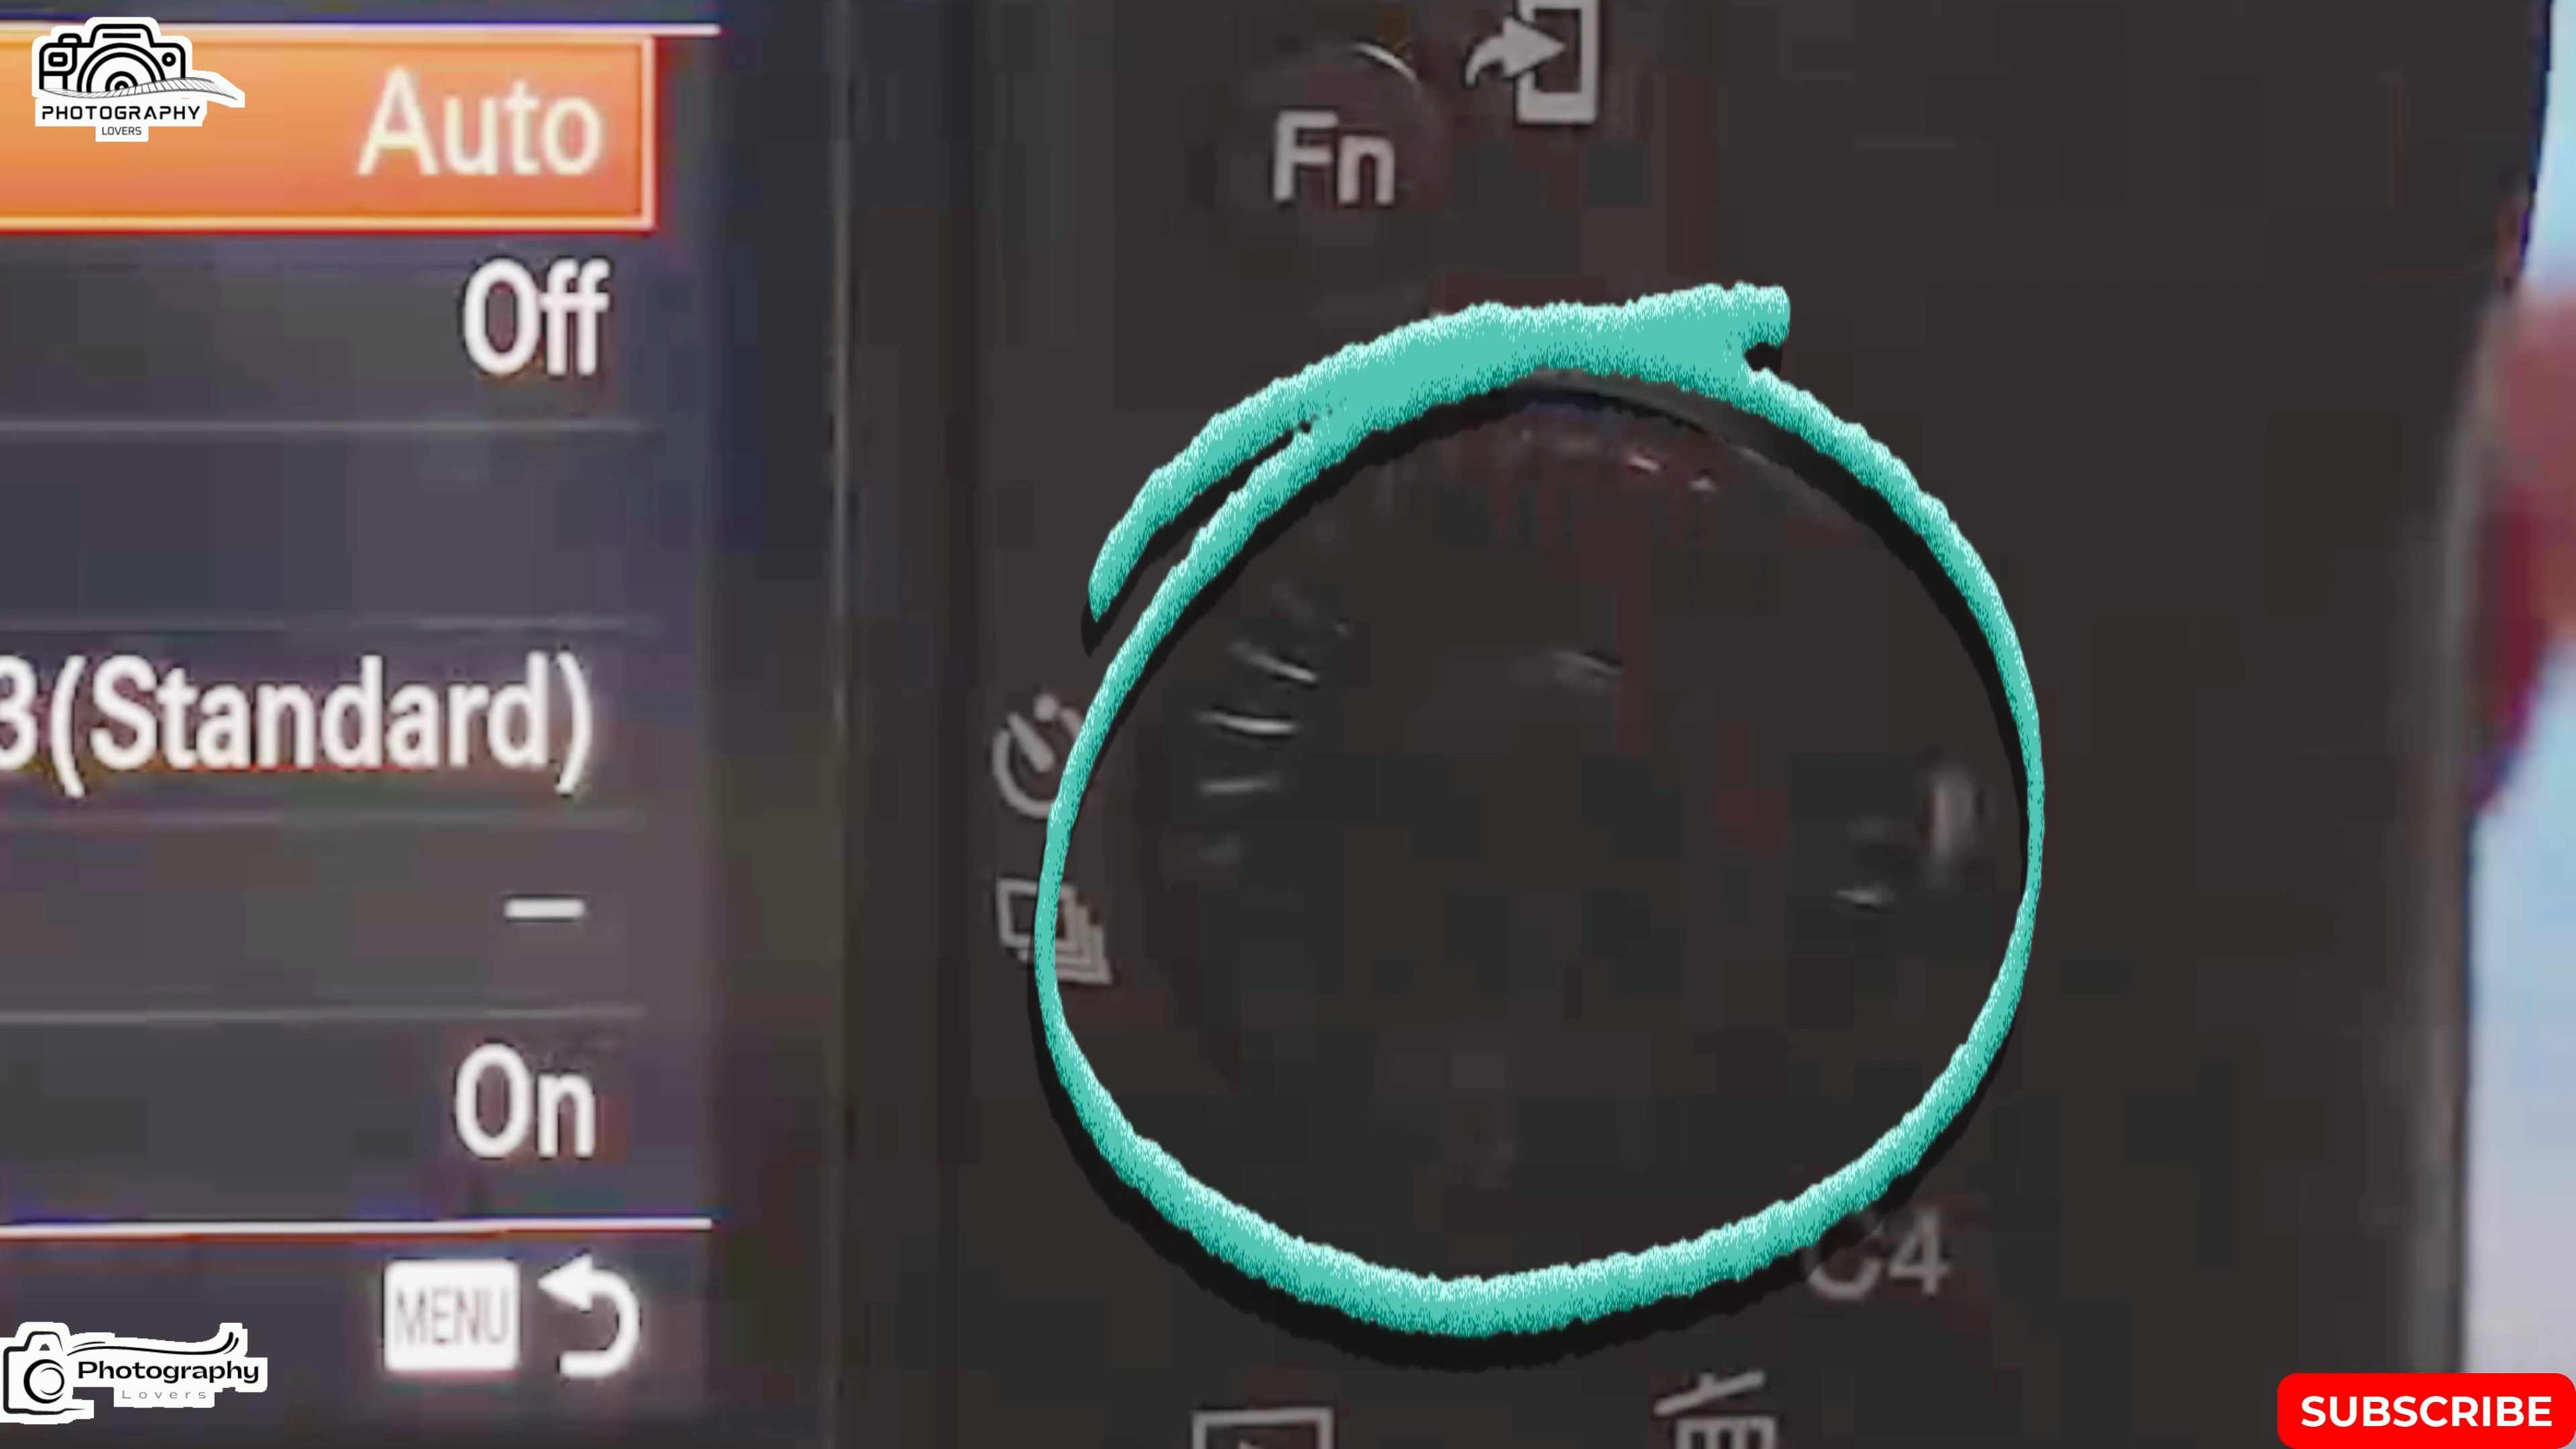 PHOTOGRAPHY
LOVERS
Auto
Off
3(Standard)
–
On
MENU
Fn
C4
Photography
Lovers
SUBSCRIBE